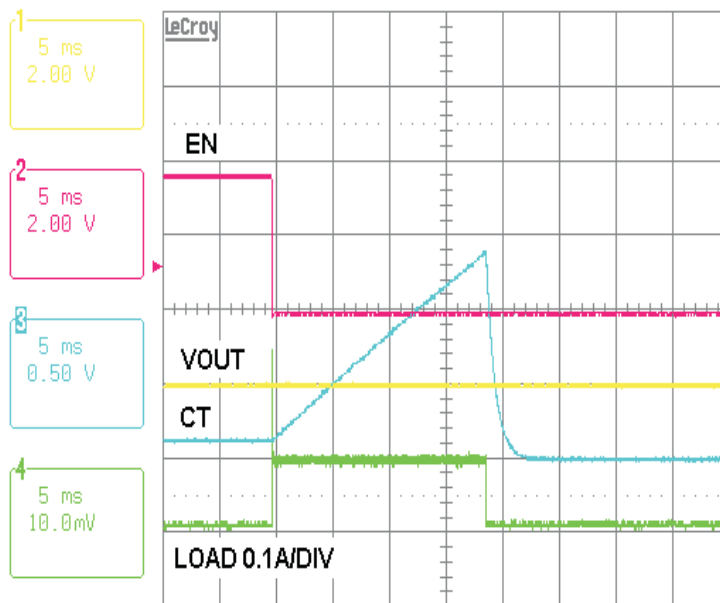 1
5 ms
2.00 V
2
5 ms
2.00 V
3
5 ms
0.50 V
4
5 ms
10.0mV
LeCroy
EN
VOUT
CT
LOAD 0.1A/DIV